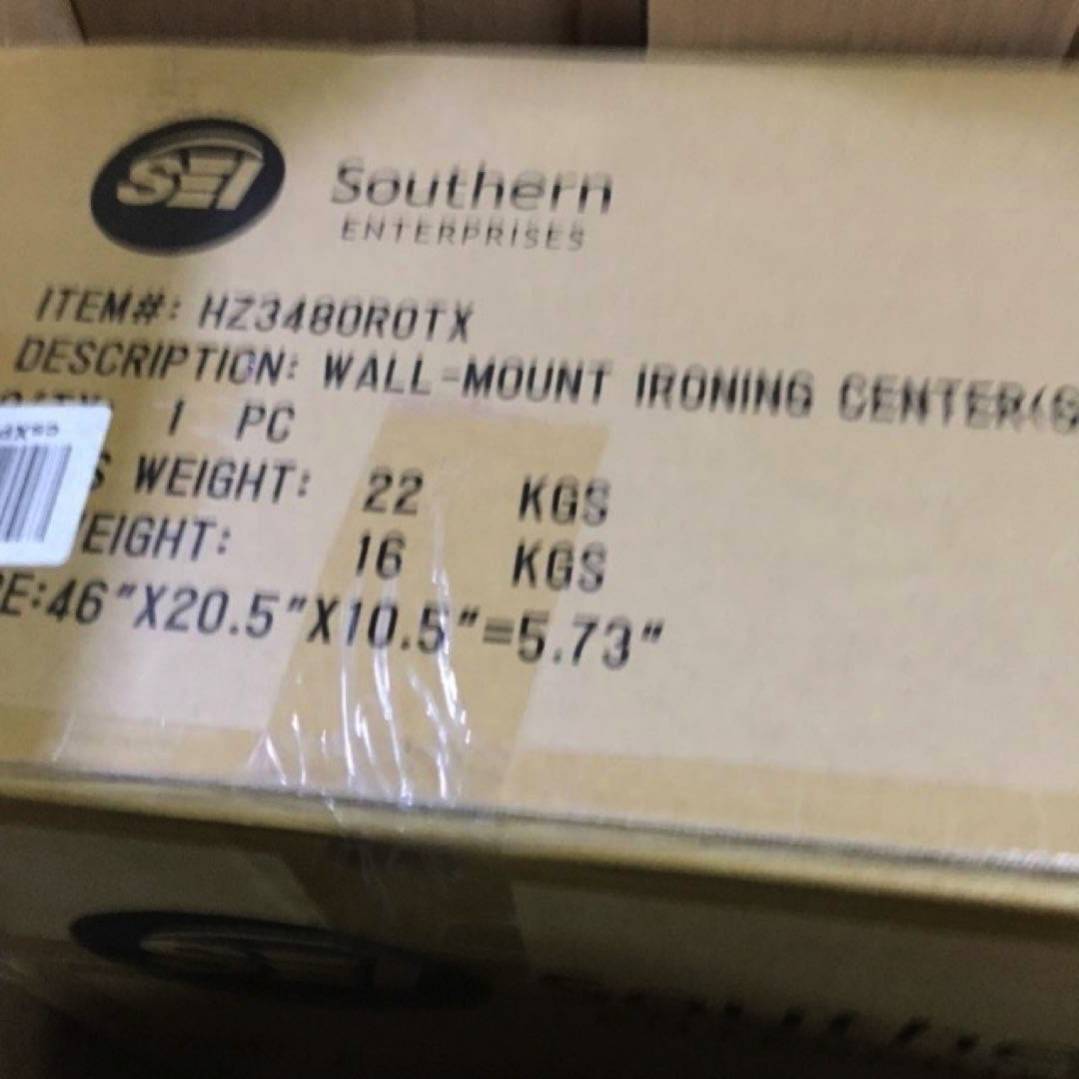 SEI
Southern
ENTERPRISES
ITEM#: HZ3480ROTX
DESCRIPTION: WALL-MOUNT IRONING CENTER(
1 PC
S WEIGHT: 22 KGS
EIGHT: 16 KGS
E:46"X20.5"X10.5"=5.73"